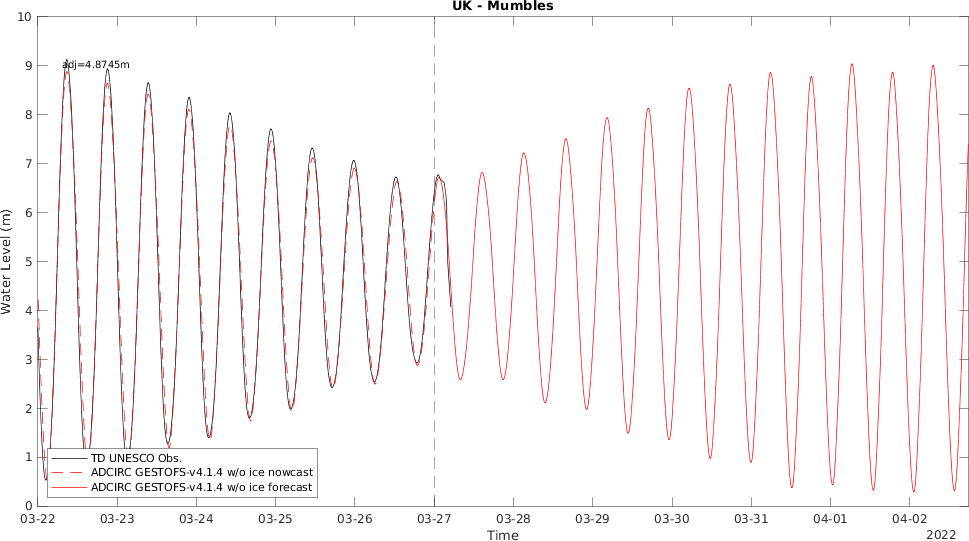 UK - Mumbles
10
9
8
7
6
5
4
3
2
1
0
Water Level (m)
adj=4.8745m
TD UNESCO Obs.
ADCIRC GESTOFS-v4.1.4 w/o ice nowcast
ADCIRC GESTOFS-v4.1.4 w/o ice forecast
03-22 03-23 03-24 03-25 03-26 03-27 03-28 03-29 03-30 03-31 04-01 04-02
Time
2022